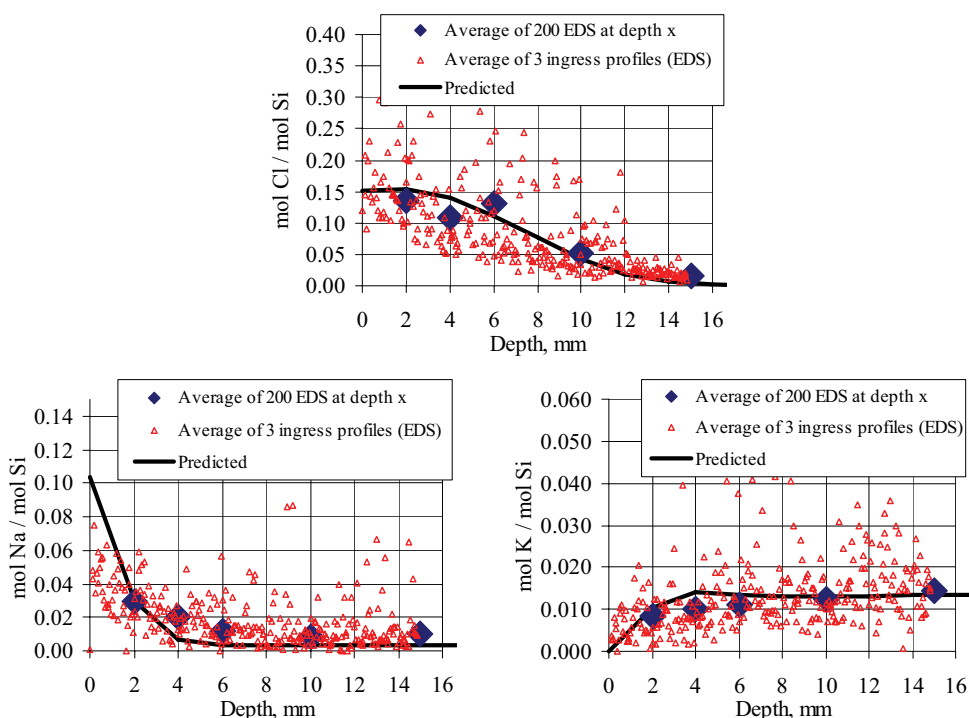 Average of 200 EDS at depth x
Average of 3 ingress profiles (EDS)
Predicted
mol Cl / mol Si
0.40
0.35
0.30
0.25
0.20
0.15
0.10
0.05
0.00
0 2 4 6 8 10 12 14 16
Depth, mm
Average of 200 EDS at depth x
Average of 3 ingress profiles (EDS)
Predicted
mol Na / mol Si
0.14
0.12
0.10
0.08
0.06
0.04
0.02
0.00
0 2 4 6 8 10 12 14 16
Depth, mm
Average of 200 EDS at depth x
Average of 3 ingress profiles (EDS)
Predicted
mol K / mol Si
0.060
0.050
0.040
0.030
0.020
0.010
0.000
0 2 4 6 8 10 12 14 16
Depth, mm